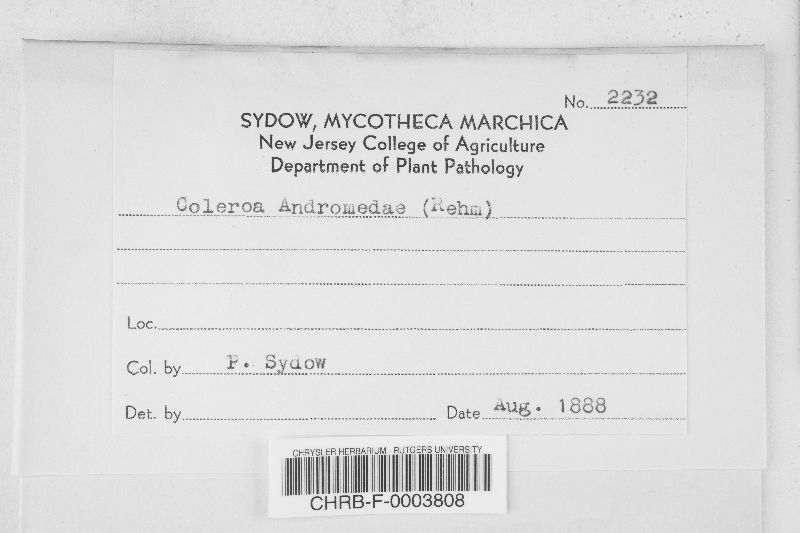 No. 2232
SYDOW, MYCOTHECA MARCHICA
New Jersey College of Agriculture
Department of Plant Pathology
Coleroa Andromedae (Rehm)
Loc.
Col. by P. Sydow
Det. by Date Aug. 1888
CHRYSLER HERBARIUM RUTGERS UNIVERSITY
CHRB-F-0003808